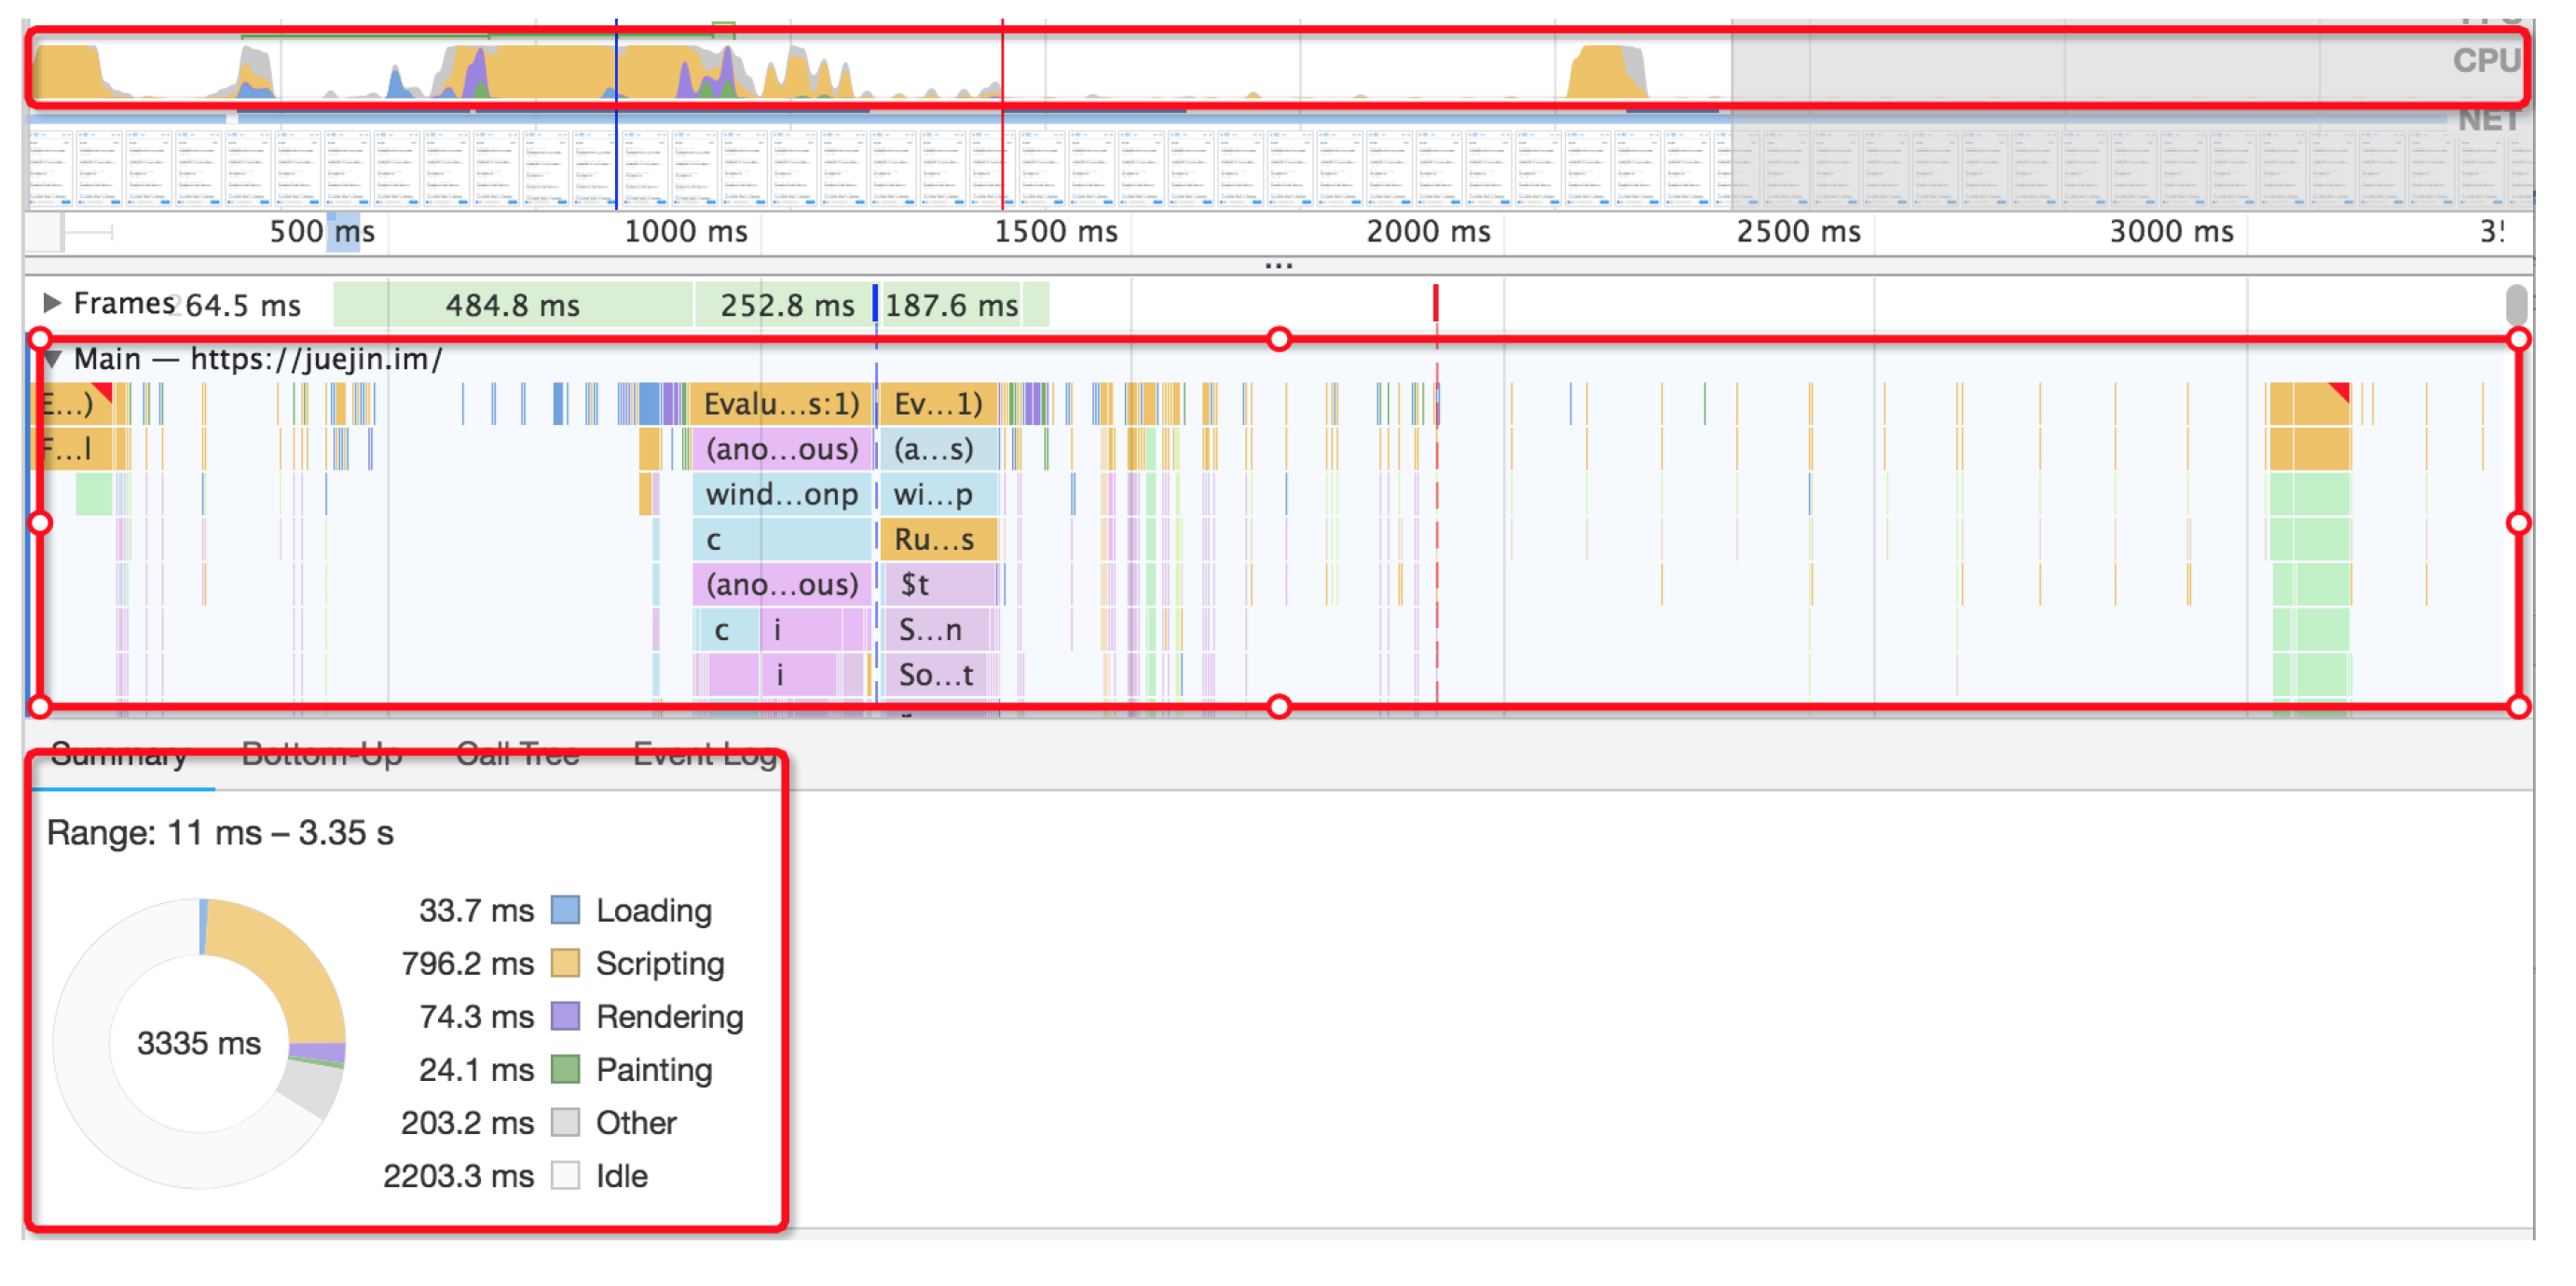 CPU
NET
500 ms 1000 ms 1500 ms 2000 ms 2500 ms 3000 ms
...
Frames 264.5 ms 484.8 ms 252.8 ms 187.6 ms
Main — https://juejin.im/
E...) Evalu...s:1) Ev...1)
F...l (ano...ous) (a...s)
wind...onp wi...p
c Ru...s
(ano...ous) $t
c i S...n
i So...t
Summary Bottom-Up Call Tree Event Log
Range: 11 ms – 3.35 s
33.7 ms Loading
796.2 ms Scripting
74.3 ms Rendering
3335 ms
24.1 ms Painting
203.2 ms Other
2203.3 ms Idle